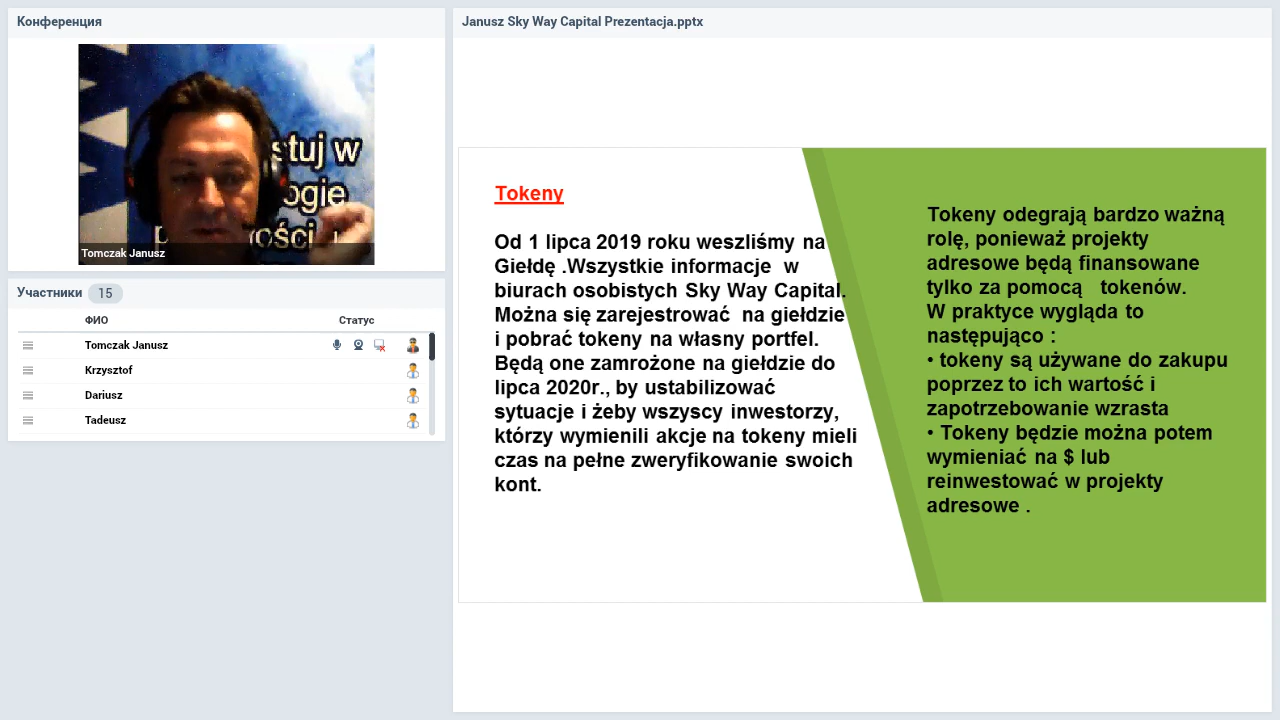 Конференция
stuj w
ogie
ości
Tomczak Janusz
Участники 15
ФИО Статус
Tomczak Janusz
Krzysztof
Dariusz
Tadeusz
Janusz Sky Way Capital Prezentacja.pptx
Tokeny
Od 1 lipca 2019 roku weszliśmy na
Giełdę .Wszystkie informacje w
biurach osobistych Sky Way Capital.
Można się zarejestrować na giełdzie
i pobrać tokeny na własny portfel.
Będą one zamrożone na giełdzie do
lipca 2020r., by ustabilizować
sytuacje i żeby wszyscy inwestorzy,
którzy wymienili akcje na tokeny mieli
czas na pełne zweryfikowanie swoich
kont.
Tokeny odegrają bardzo ważną
rolę, ponieważ projekty
adresowe będą finansowane
tylko za pomocą tokenów.
W praktyce wygląda to
następująco :
• tokeny są używane do zakupu
poprzez to ich wartość i
zapotrzebowanie wzrasta
• Tokeny będzie można potem
wymieniać na $ lub
reinwestować w projekty
adresowe .